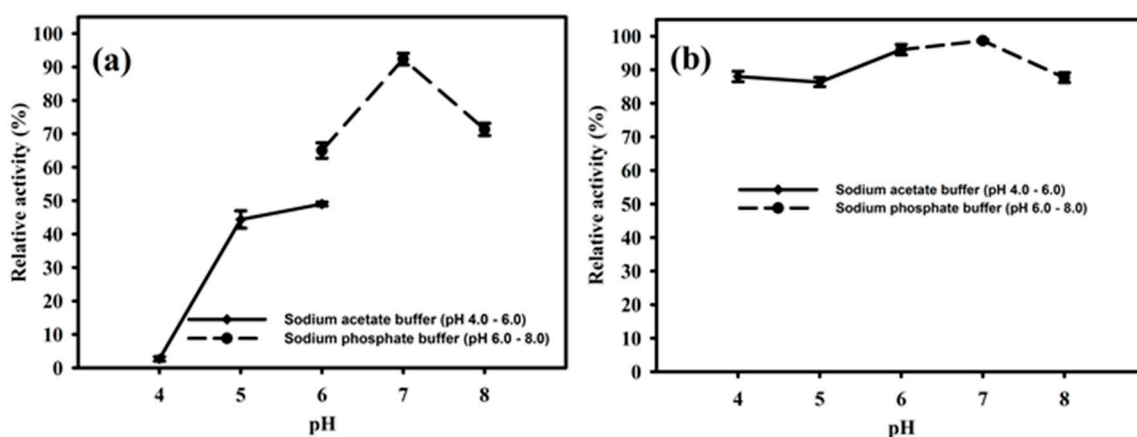 (a)
Relative activity (%)
100
90
80
70
60
50
40
30
20
10
0
4 5 6 7 8
pH
Sodium acetate buffer (pH 4.0 - 6.0)
Sodium phosphate buffer (pH 6.0 - 8.0)
(b)
Relative activity (%)
100
90
80
70
60
50
40
30
20
10
0
4 5 6 7 8
pH
Sodium acetate buffer (pH 4.0 - 6.0)
Sodium phosphate buffer (pH 6.0 - 8.0)